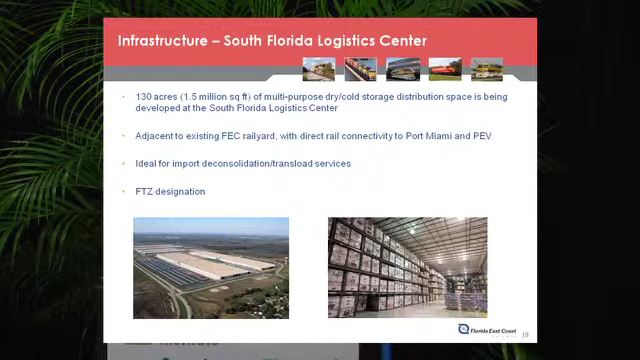 Infrastructure – South Florida Logistics Center
• 130 acres (1.5 million sq ft) of multi-purpose dry/cold storage distribution space is being
developed at the South Florida Logistics Center
• Adjacent to existing FEC railyard, with direct rail connectivity to Port Miami and PEV
• Ideal for import deconsolidation/transload services
• FTZ designation
Florida East Coast
19